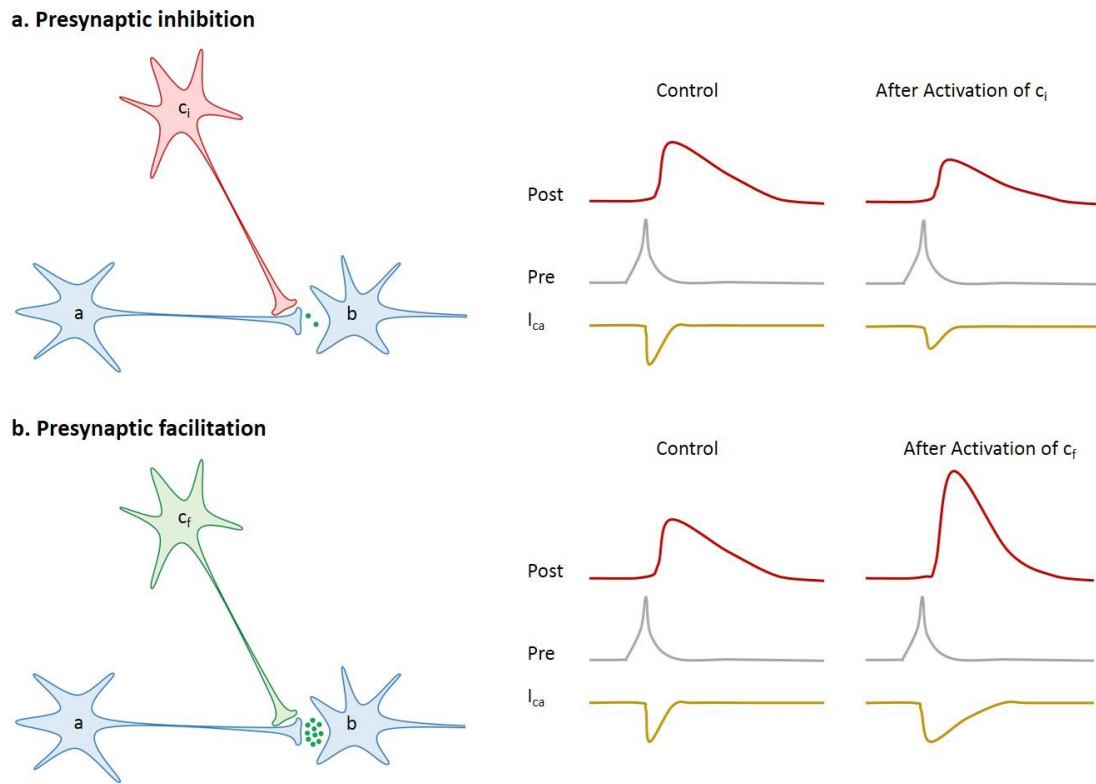 a. Presynaptic inhibition
Control
After Activation of ci
ci
Post
a
b
Pre
Ica
b. Presynaptic facilitation
Control
After Activation of cf
cf
Post
a
b
Pre
Ica